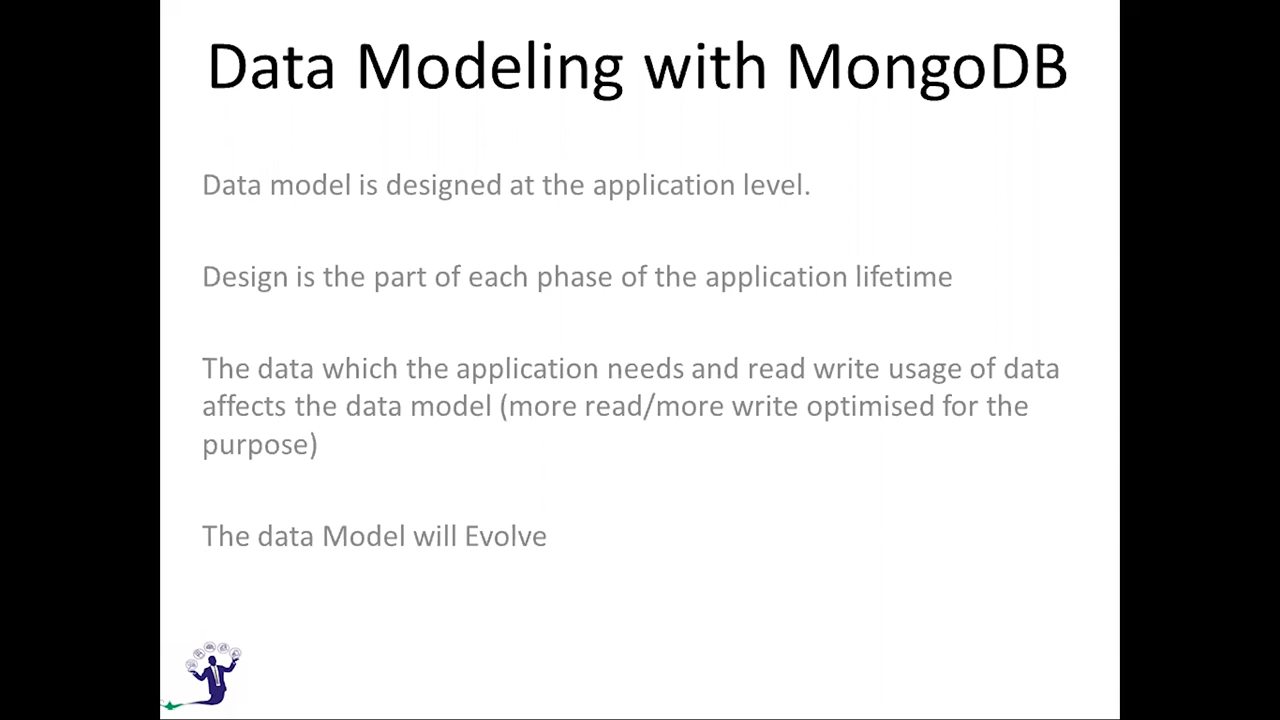 Data Modeling with MongoDB
Data model is designed at the application level.
Design is the part of each phase of the application lifetime
The data which the application needs and read write usage of data
affects the data model (more read/more write optimised for the
purpose)
The data Model will Evolve